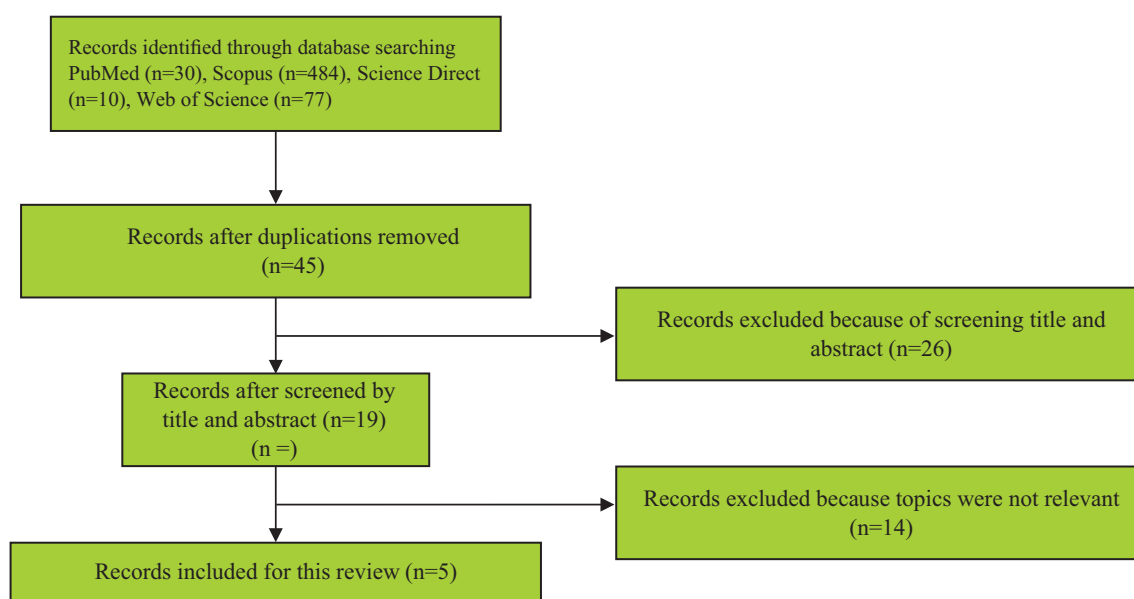 Records identified through database searching
PubMed (n=30), Scopus (n=484), Science Direct
(n=10), Web of Science (n=77)
Records after duplications removed
(n=45)
Records excluded because of screening title and
abstract (n=26)
Records after screened by
title and abstract (n=19)
(n =)
Records excluded because topics were not relevant
(n=14)
Records included for this review (n=5)